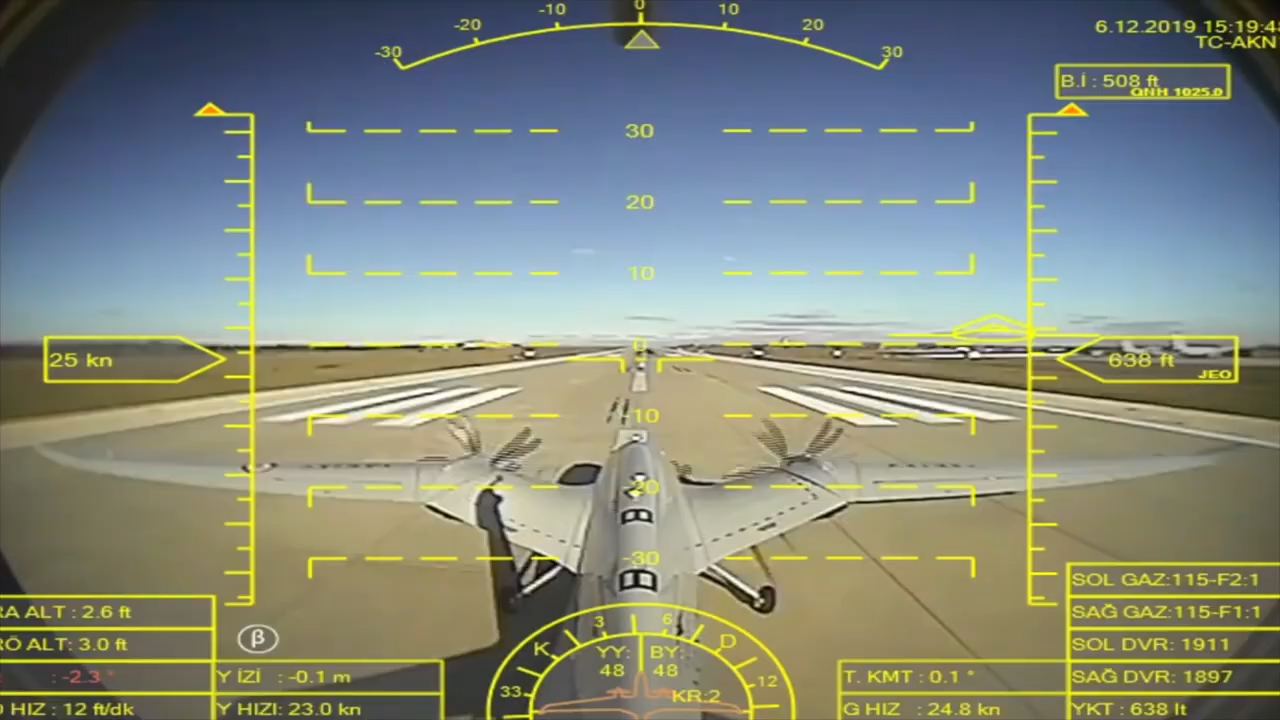 -30 -20 -10 0 10 20 30
6.12.2019 15:19:48
TC-AKN
B.İ : 508 ft
QNH 1025.0
30
20
10
0
25 kn
638 ft
JEO
-10
-20
-30
RA ALT : 2.6 ft
RÖ ALT: 3.0 ft
: -2.3 °
HIZ : 12 ft/dk
β
Y İZİ : -0.1 m
Y HIZI: 23.0 kn
33 K 3 6 D 12
YY: 48
BY: 48
KR:2
SOL GAZ:115-F2:1
SAĞ GAZ:115-F1:1
SOL DVR: 1911
SAĞ DVR: 1897
YKT : 638 lt
T. KMT : 0.1 °
G HIZ : 24.8 kn